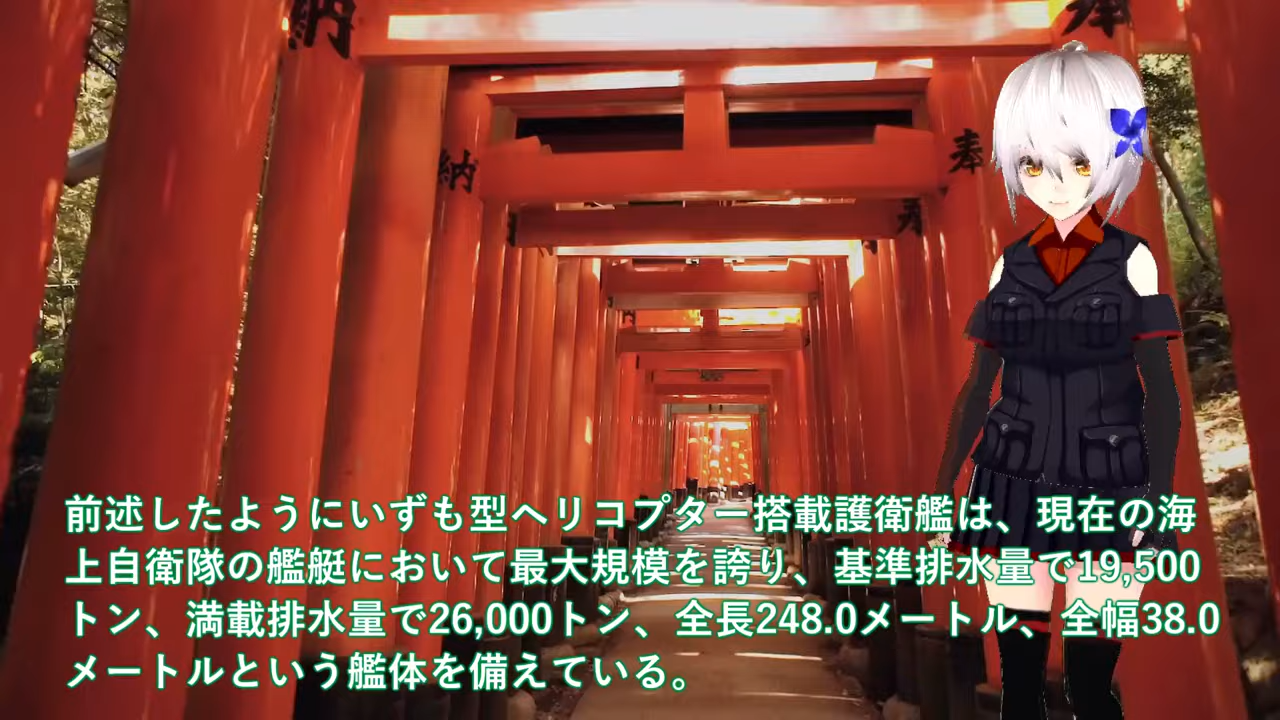 納
奉
納
奉
前述したようにいずも型ヘリコプター搭載護衛艦は、現在の海
上自衛隊の艦艇において最大規模を誇り、基準排水量で19,500
トン、満載排水量で26,000トン、全長248.0メートル、全幅38.0
メートルという艦体を備えている。